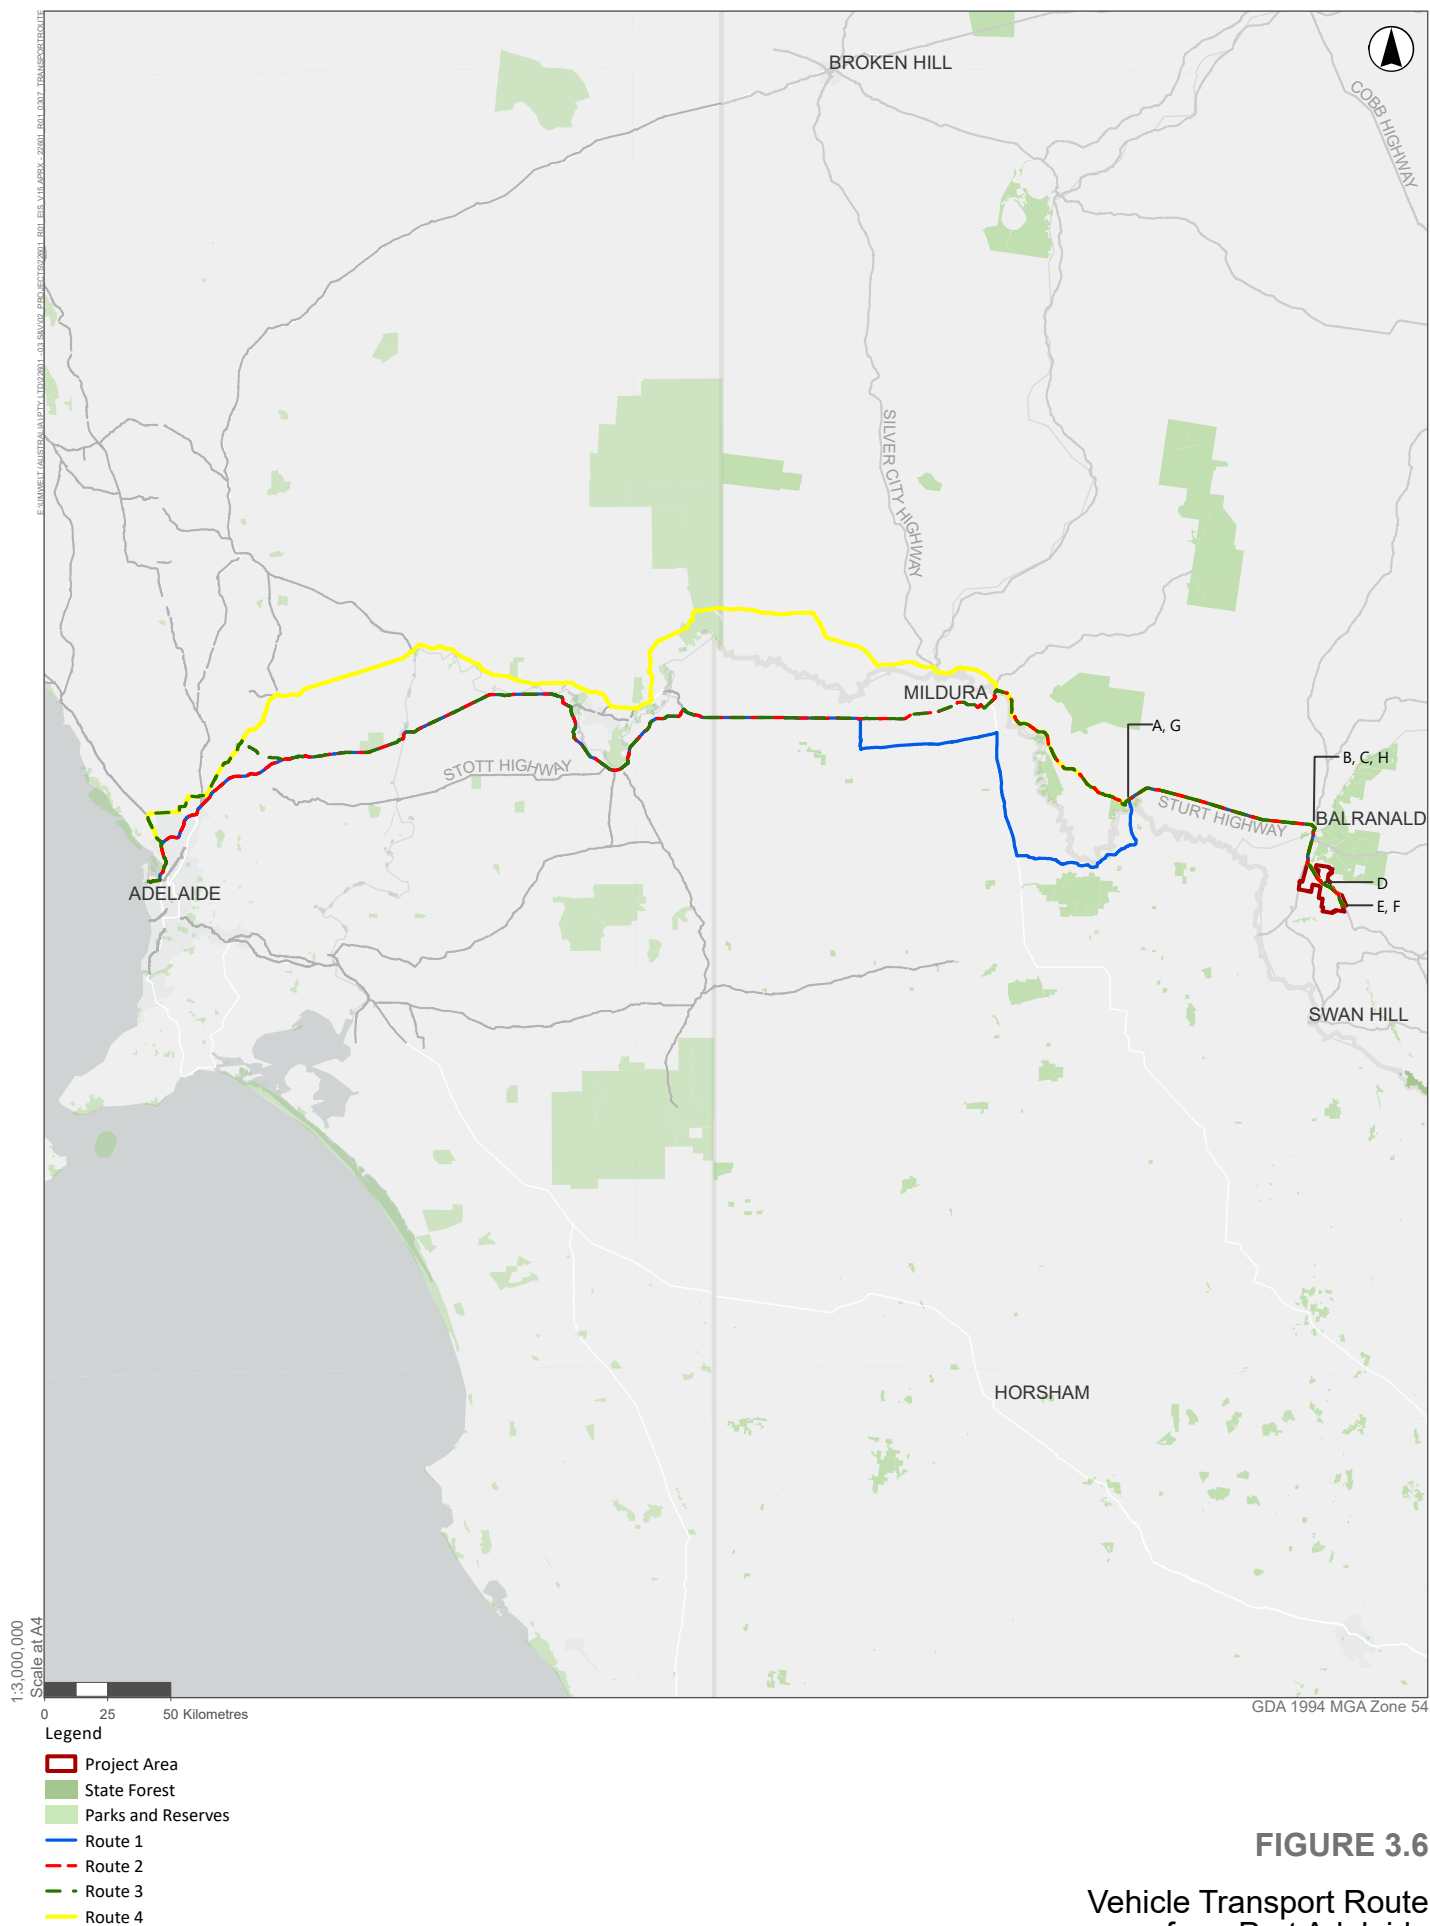 BROKEN HILL
COBB HIGHWAY
SILVER CITY HIGHWAY
MILDURA
A, G
B, C, H
STOTT HIGHWAY
STURT HIGHWAY
BALRANALD
D
ADELAIDE
E, F
SWAN HILL
HORSHAM
1:3,000,000
Scale at A4
0 25 50 Kilometres
GDA 1994 MGA Zone 54
Legend
Project Area
State Forest
Parks and Reserves
Route 1
Route 2
Route 3
Route 4
FIGURE 3.6
Vehicle Transport Route